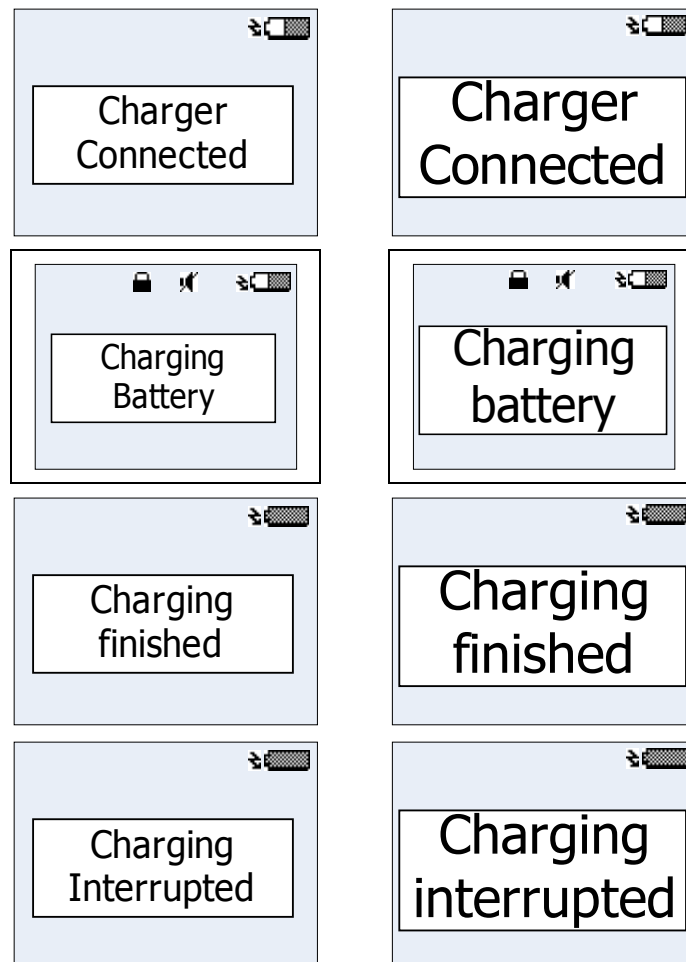 Charger
Connected
Charger
Connected
Charging
Battery
Charging
battery
Charging
finished
Charging
finished
Charging
Interrupted
Charging
interrupted